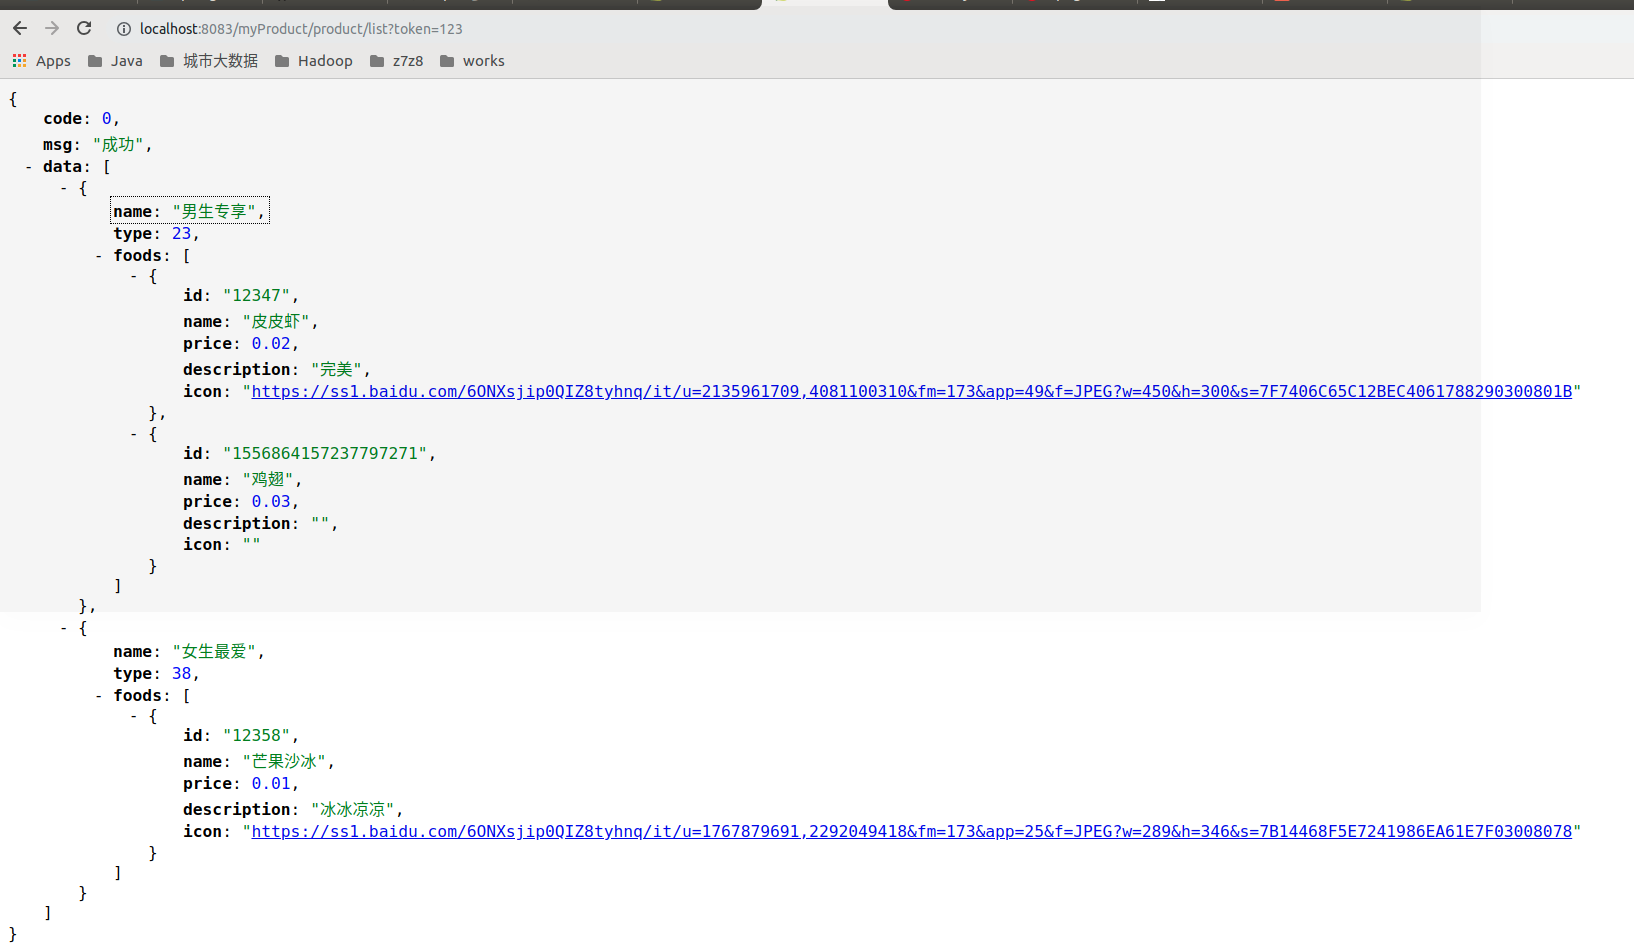 localhost:8083/myProduct/product/list?token=123
Apps Java 城市大数据 Hadoop z7z8 works
{
code: 0,
msg: "成功",
- data: [
- {
name: "男生专享",
type: 23,
- foods: [
- {
id: "12347",
name: "皮皮虾",
price: 0.02,
description: "完美",
icon: "https://ss1.baidu.com/6ONXsjip0QIZ8tyhnq/it/u=2135961709,4081100310&fm=173&app=49&f=JPEG?w=450&h=300&s=7F7406C65C12BEC4061788290300801B"
},
- {
id: "1556864157237797271",
name: "鸡翅",
price: 0.03,
description: "",
icon: ""
}
]
},
- {
name: "女生最爱",
type: 38,
- foods: [
- {
id: "12358",
name: "芒果沙冰",
price: 0.01,
description: "冰冰凉凉",
icon: "https://ss1.baidu.com/6ONXsjip0QIZ8tyhnq/it/u=1767879691,2292049418&fm=173&app=25&f=JPEG?w=289&h=346&s=7B14468F5E7241986EA61E7F03008078"
}
]
}
]
}